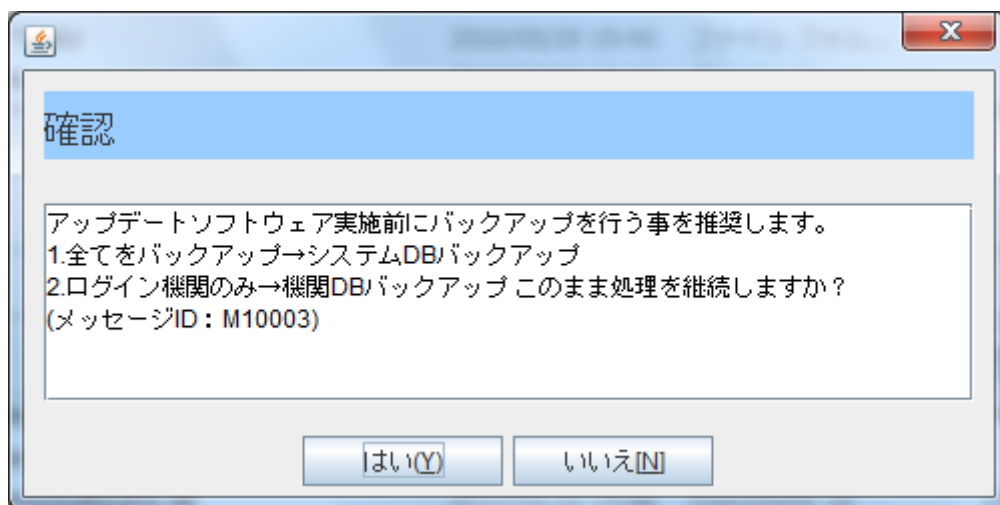 確認
アップデートソフトウェア実施前にバックアップを行う事を推奨します。
1.全てをバックアップ→システムDBバックアップ
2.ログイン機関のみ→機関DBバックアップ このまま処理を継続しますか？
(メッセージID：M10003)
はい(Y) いいえ[N]